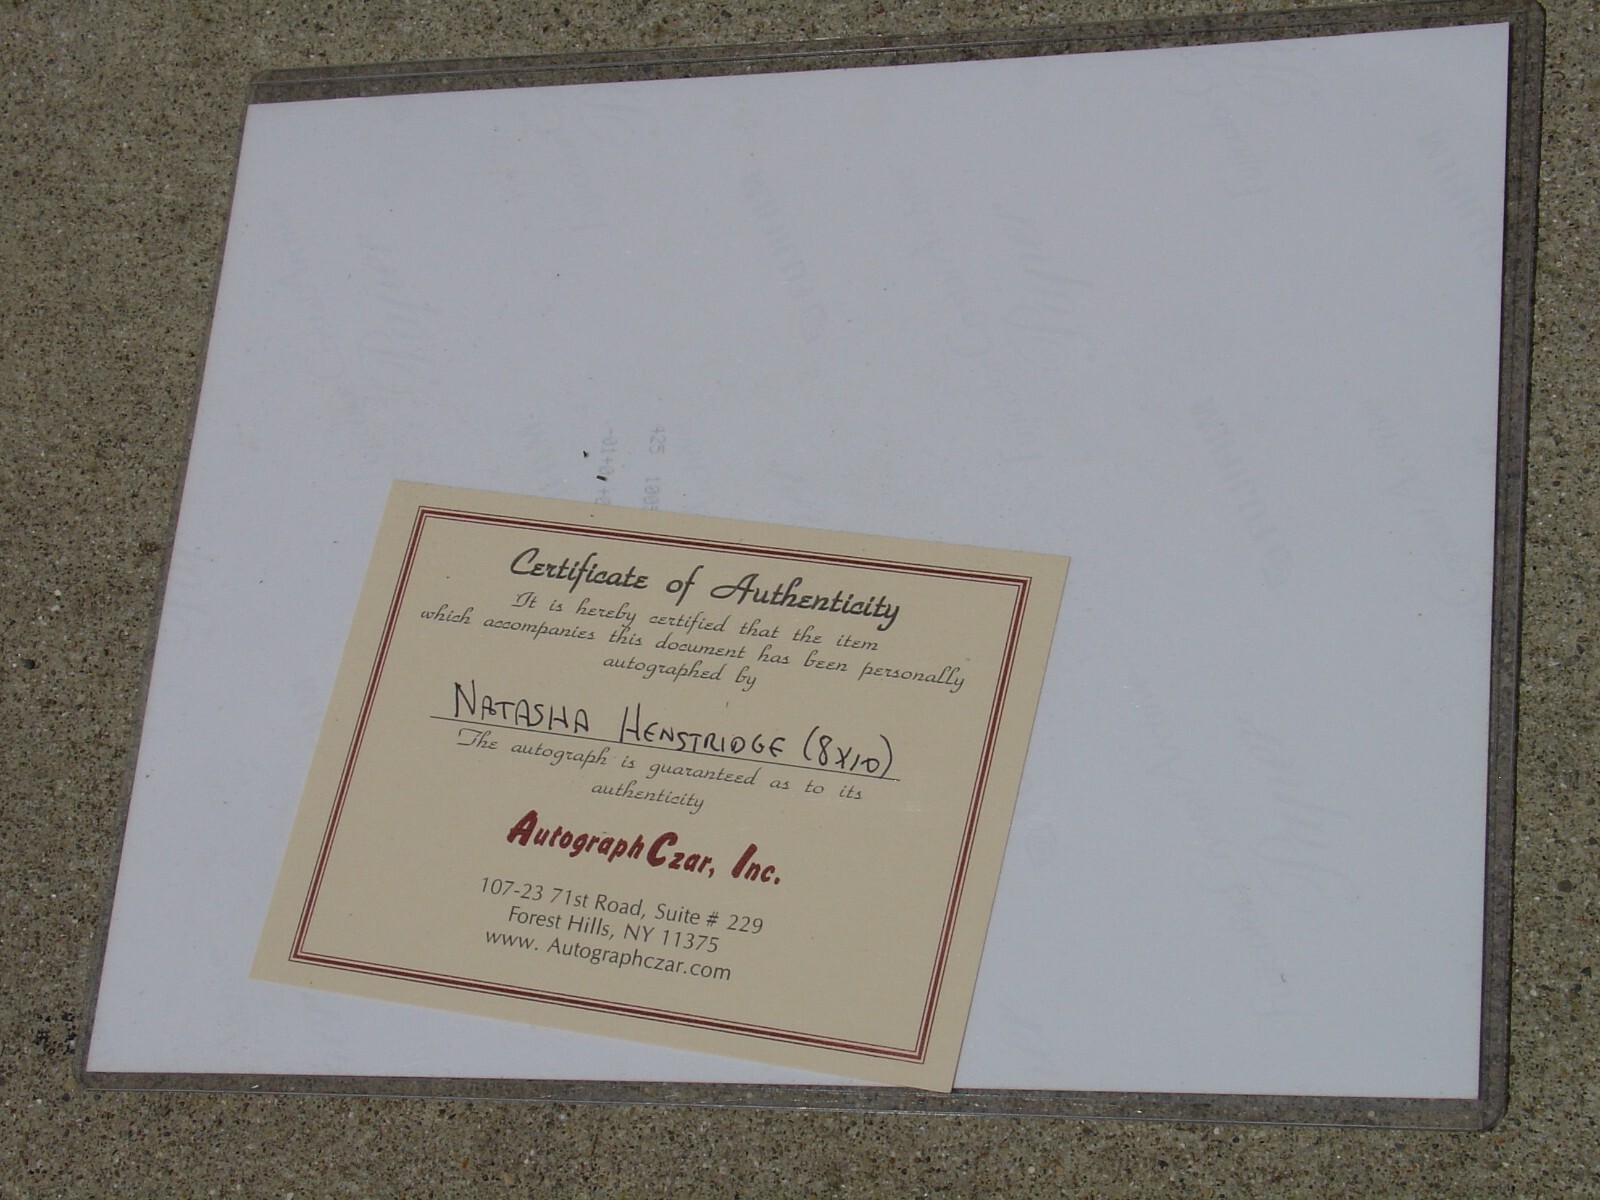 Certificate of Authenticity
It is hereby certified that the item
which accompanies this document has been personally
autographed by
NATASHA HENSTRIDGE (8X10)
The autograph is guaranteed as to its
authenticity
AutographCzar, Inc.
107-23 71st Road, Suite # 229
Forest Hills, NY 11375
www. Autographczar.com